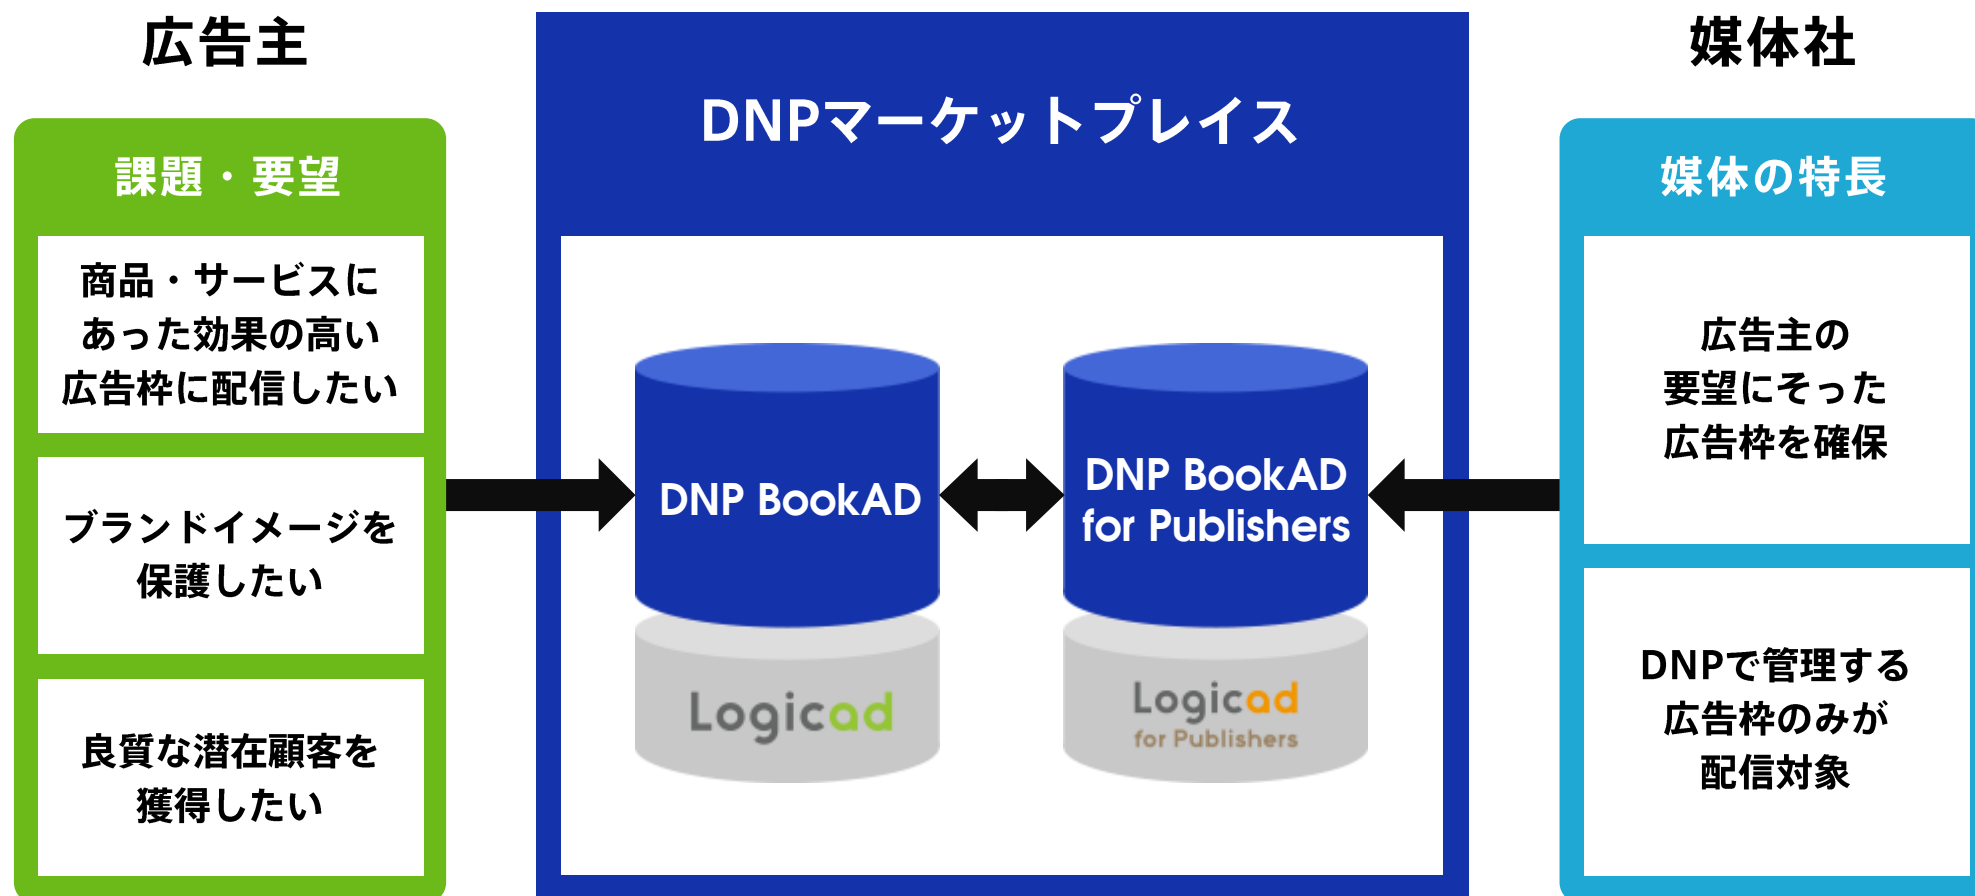 広告主
課題・要望
商品・サービスに
あった効果の高い
広告枠に配信したい
ブランドイメージを
保護したい
良質な潜在顧客を
獲得したい
DNPマーケットプレイス
DNP BookAD
Logicad
DNP BookAD
for Publishers
Logicad
for Publishers
媒体社
媒体の特長
広告主の
要望にそった
広告枠を確保
DNPで管理する
広告枠のみが
配信対象